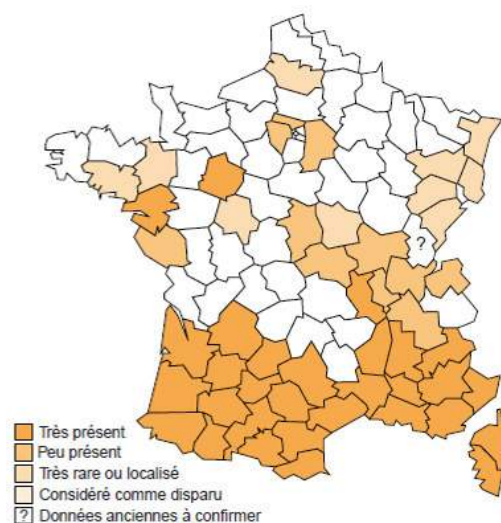 ?
Très présent
Peu présent
Très rare ou localisé
Considéré comme disparu
? Données anciennes à confirmer